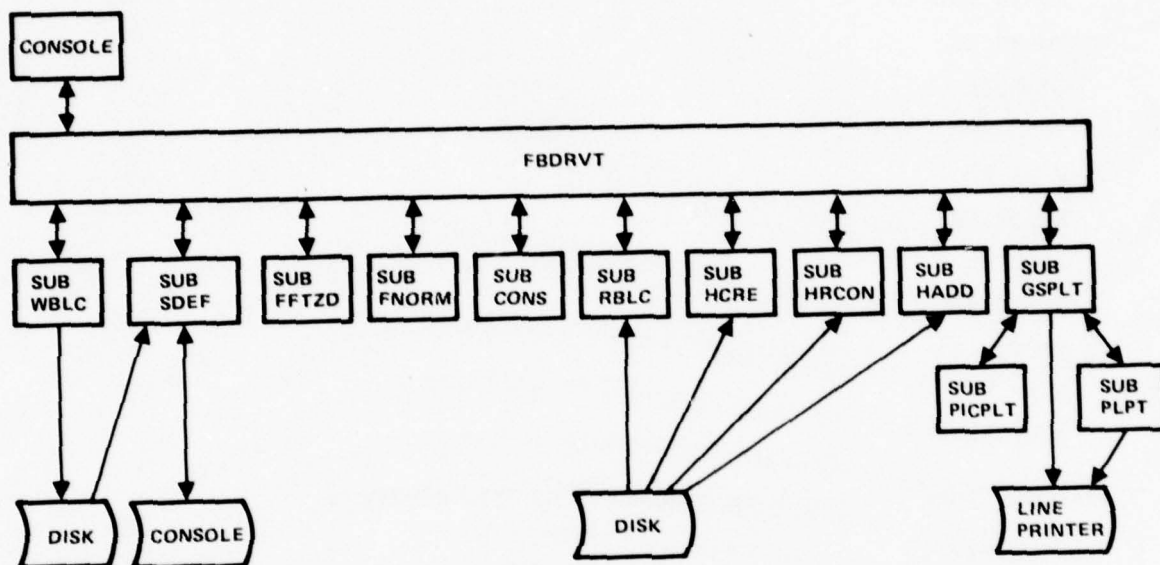 CONSOLE
FBDRVT
SUB
WBLC
SUB
SDEF
SUB
FFTZD
SUB
FNORM
SUB
CONS
SUB
RBLC
SUB
HCRE
SUB
HRCON
SUB
HADD
SUB
GSPLT
SUB
PICPLT
SUB
PLPT
DISK
CONSOLE
DISK
LINE
PRINTER